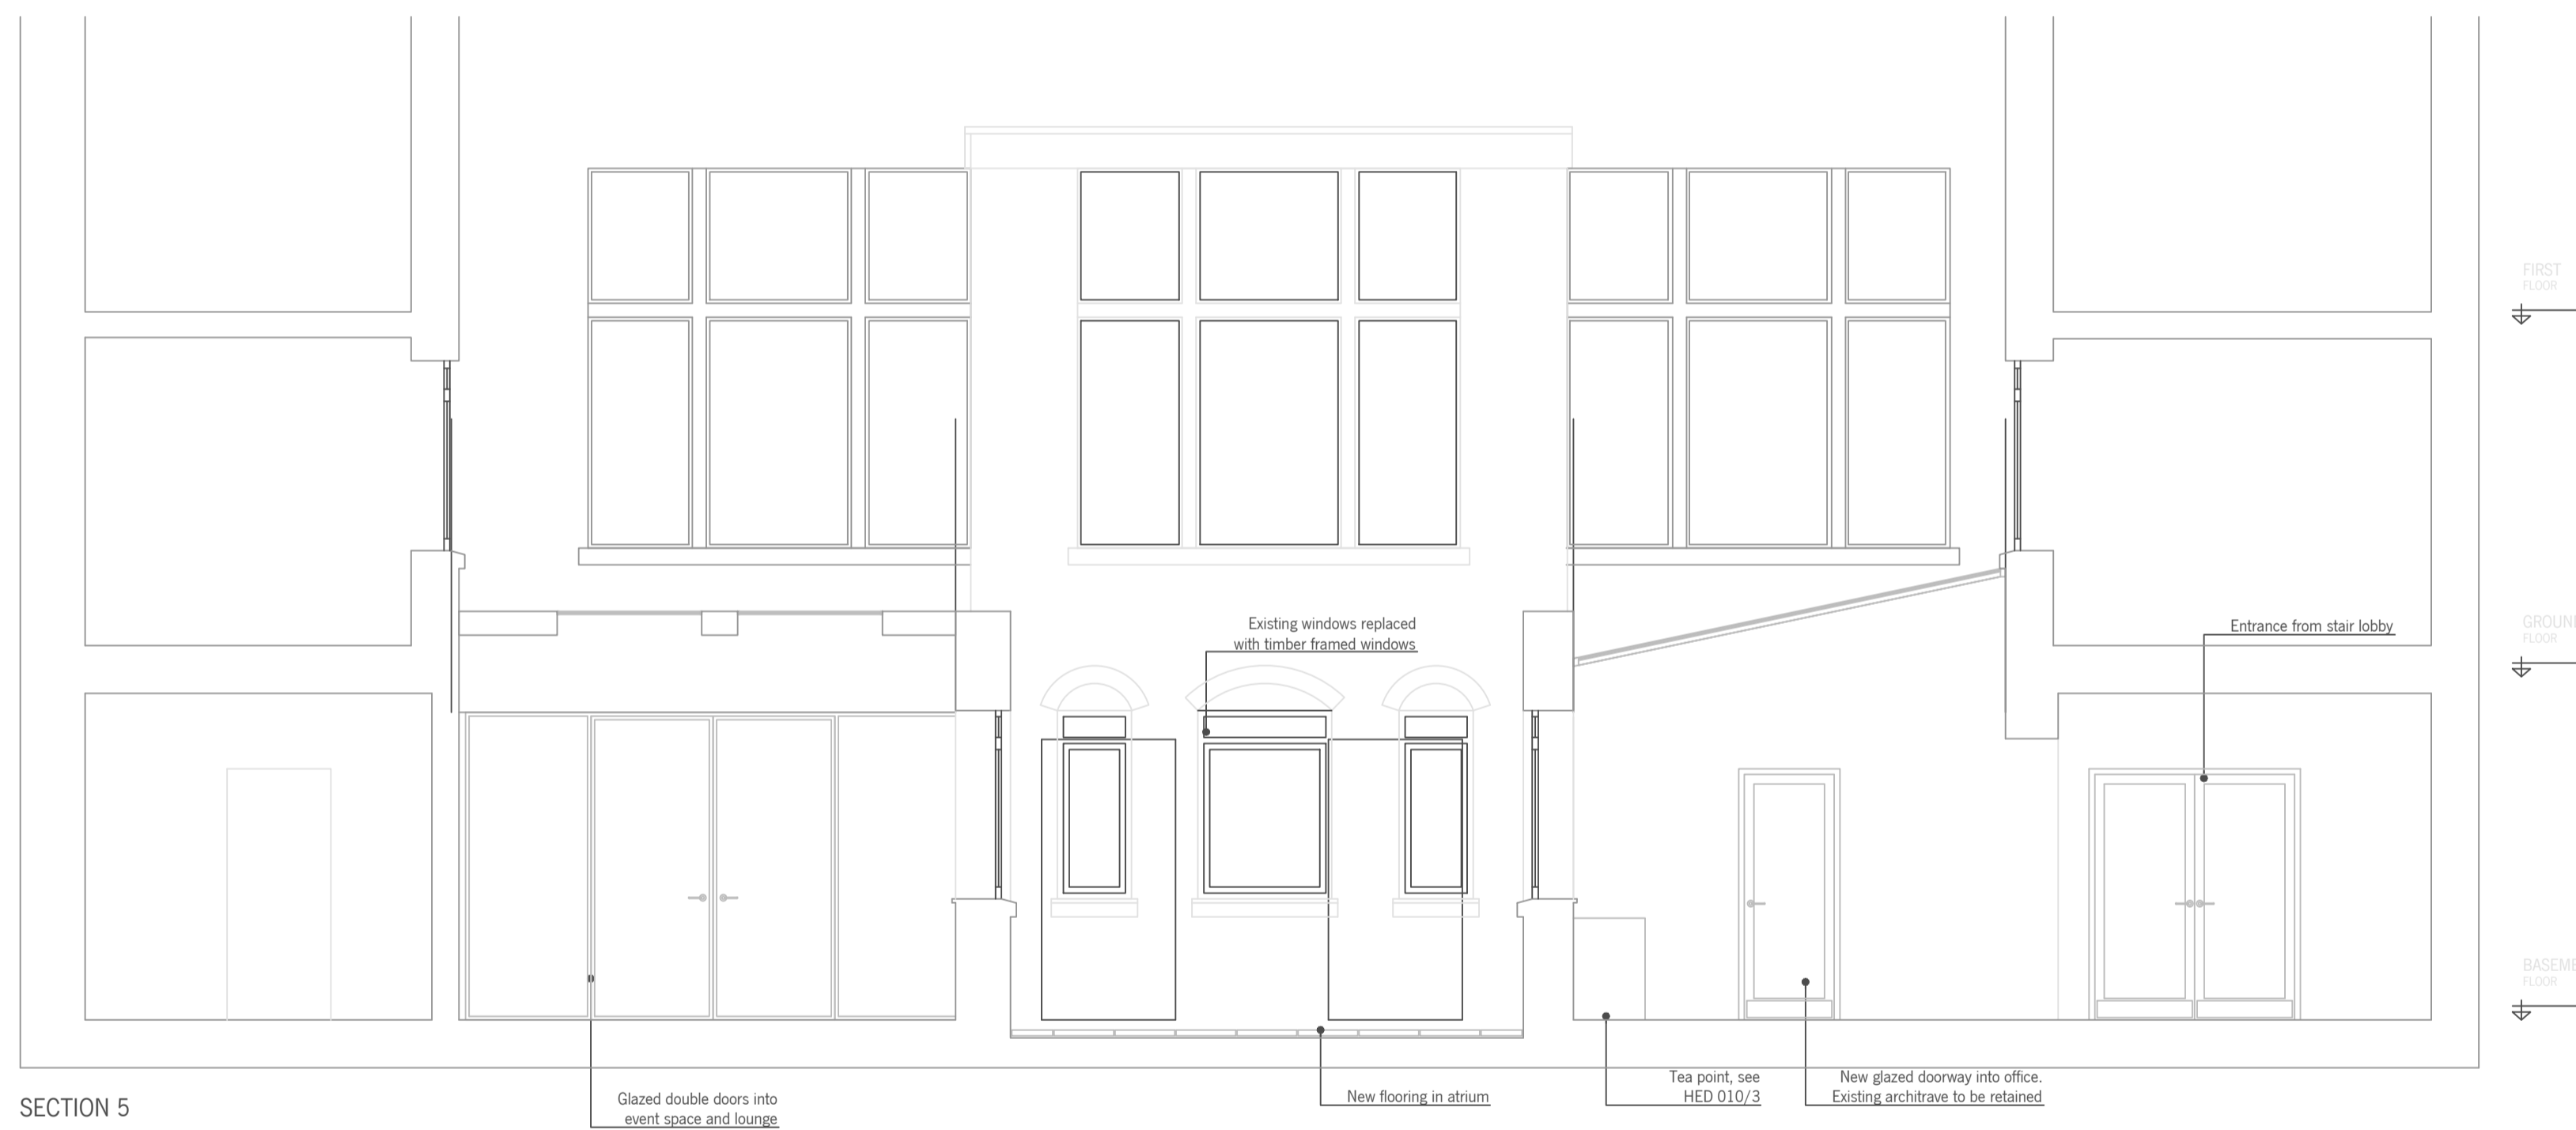 FIRST
FLOOR
Existing windows replaced
with timber framed windows
Entrance from stair lobby
FLOOR
FLOOR
Tea point, see
HED 010/3
New glazed doorway into office.
Existing architrave to be retained
New flooring in atrium
Glazed double doors into
event space and lounge
SECTION 5